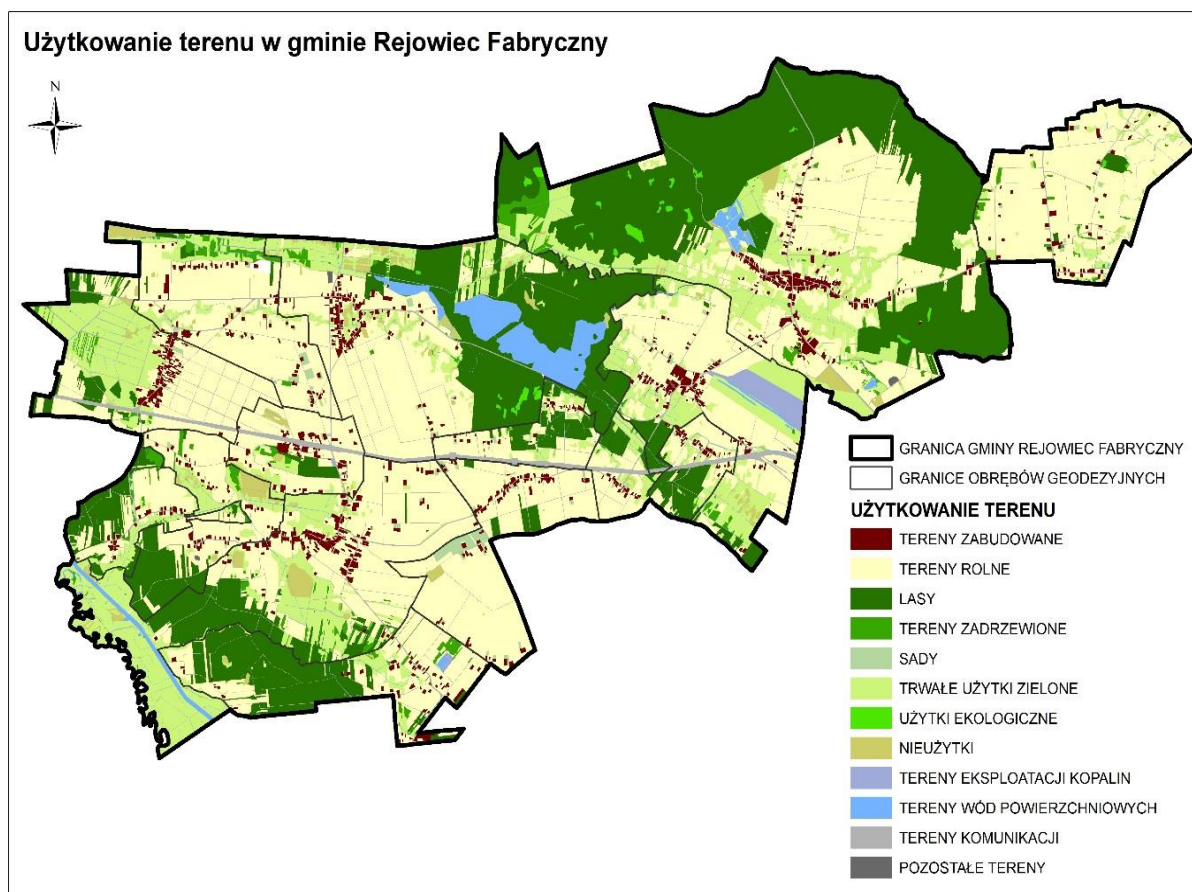 Użytkowanie terenu w gminie Rejowiec Fabryczny
N
GRANICA GMINY REJOWIEC FABRYCZNY
GRANICE OBRĘBÓW GEODEZYJNYCH
UŻYTKOWANIE TERENU
TERENY ZABUDOWANE
TERENY ROLNE
LASY
TERENY ZADRZEWIONE
SADY
TRWAŁE UŻYTKI ZIELONE
UŻYTKI EKOLOGICZNE
NIEUŻYTKI
TERENY EKSPLOATACJI KOPALIN
TERENY WÓD POWIERZCHNIOWYCH
TERENY KOMUNIKACJI
POZOSTAŁE TERENY